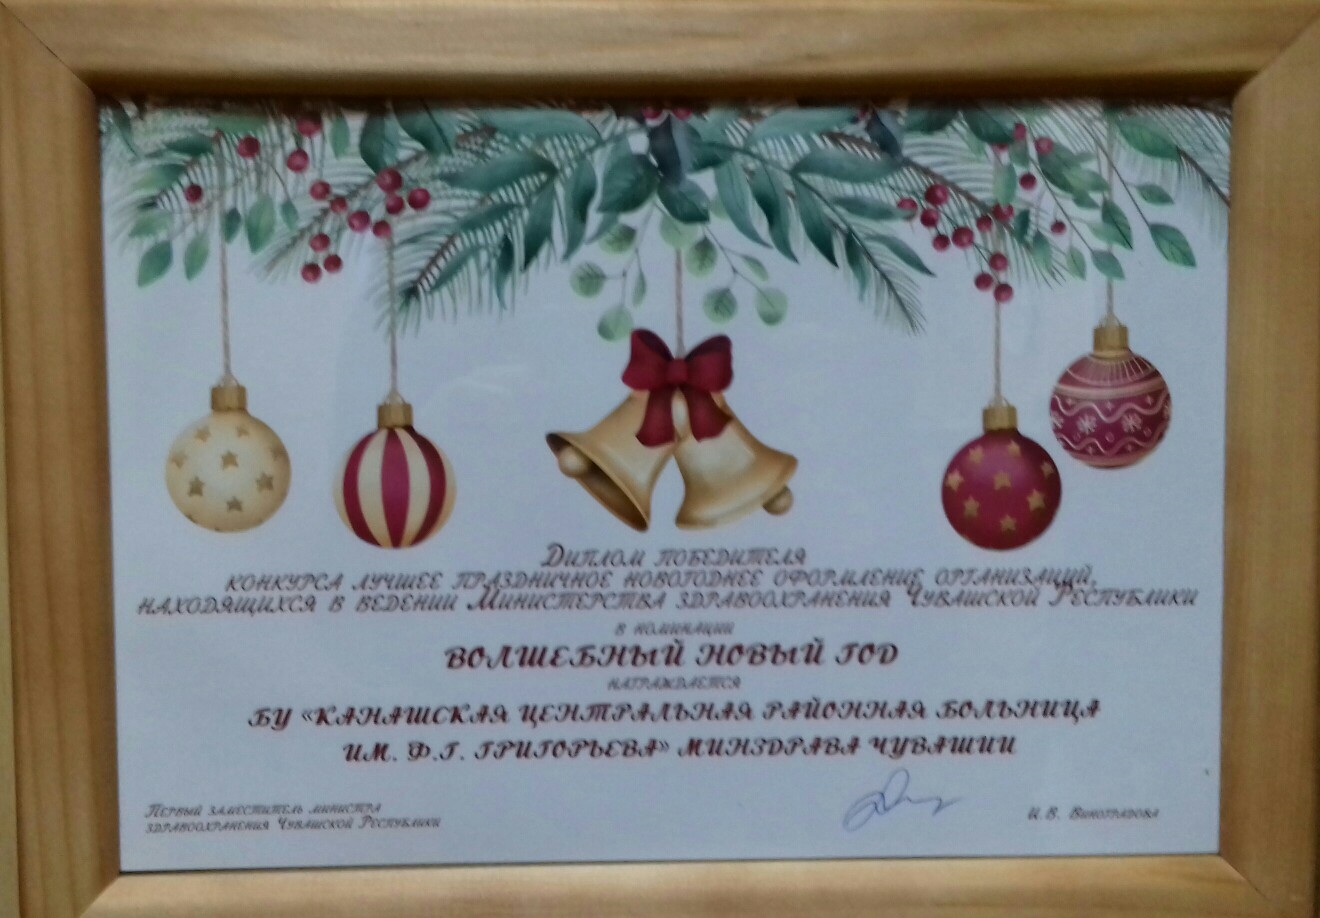 Диплом победителя
конкурса лучшее праздничное новогоднее оформление организаций,
находящихся в ведении Министерства здравоохранения Чувашской Республики
в номинации
ВОЛШЕБНЫЙ НОВЫЙ ГОД
награждается
БУ «КАНАШСКАЯ ЦЕНТРАЛЬНАЯ РАЙОННАЯ БОЛЬНИЦА
ИМ. Ф.Г. ГРИГОРЬЕВА» МИНЗДРАВА ЧУВАШИИ
Первый заместитель министра
здравоохранения Чувашской Республики
И.В. Виноградова